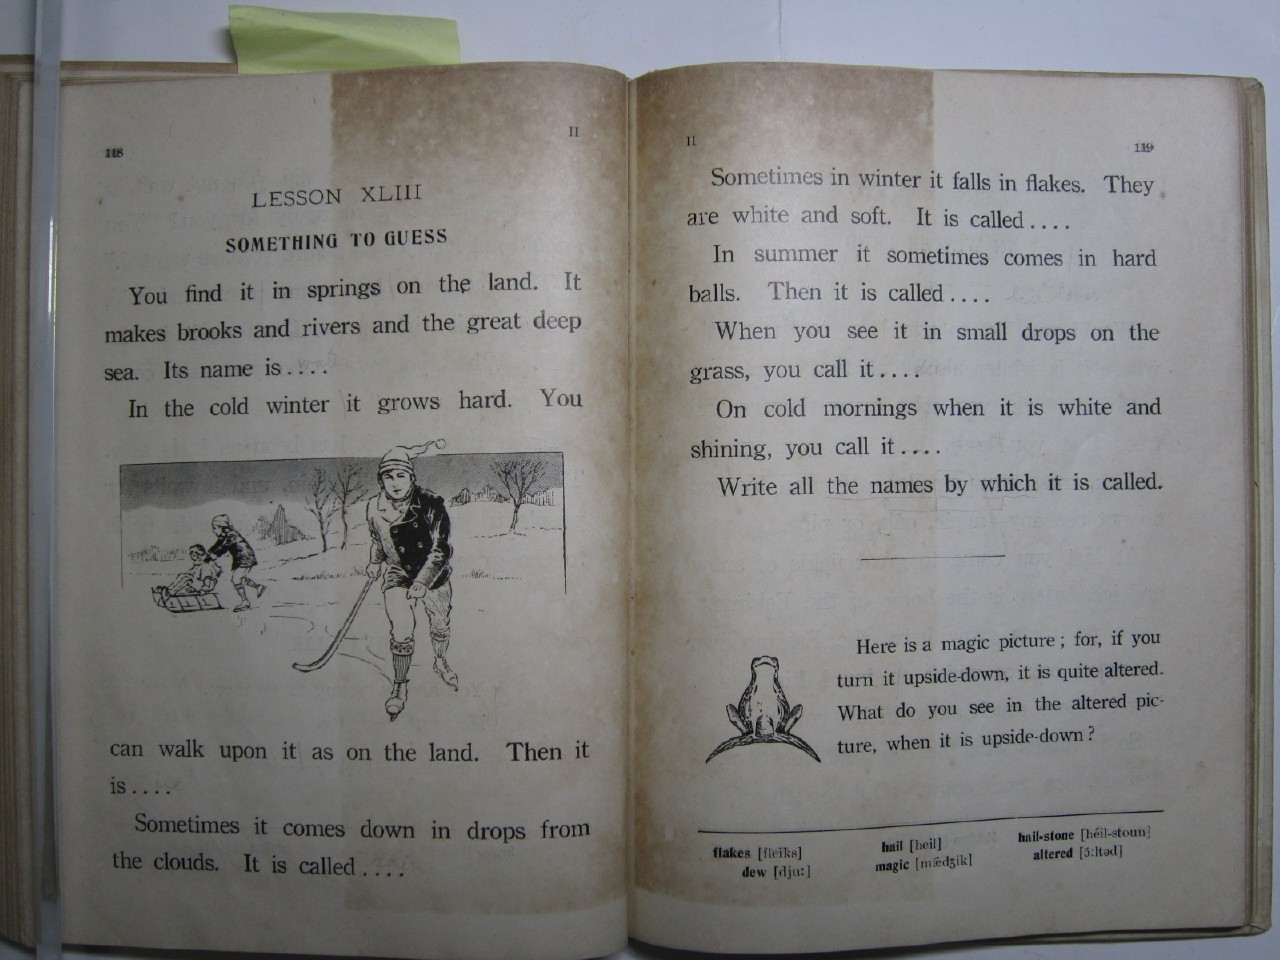 118
II
LESSON XLIII
SOMETHING TO GUESS
You find it in springs on the land. It
makes brooks and rivers and the great deep
sea. Its name is....
In the cold winter it grows hard. You
can walk upon it as on the land. Then it
is....
Sometimes it comes down in drops from
the clouds. It is called....
II
119
Sometimes in winter it falls in flakes. They
are white and soft. It is called....
In summer it sometimes comes in hard
balls. Then it is called....
When you see it in small drops on the
grass, you call it....
On cold mornings when it is white and
shining, you call it....
Write all the names by which it is called.
Here is a magic picture; for, if you
turn it upside-down, it is quite altered.
What do you see in the altered pic-
ture, when it is upside-down?
flakes [fleiks]
dew [dju:]
hail [heil]
magic [mǽdʒik]
hail-stone [héil-stoun]
altered [ɔ́:ltəd]